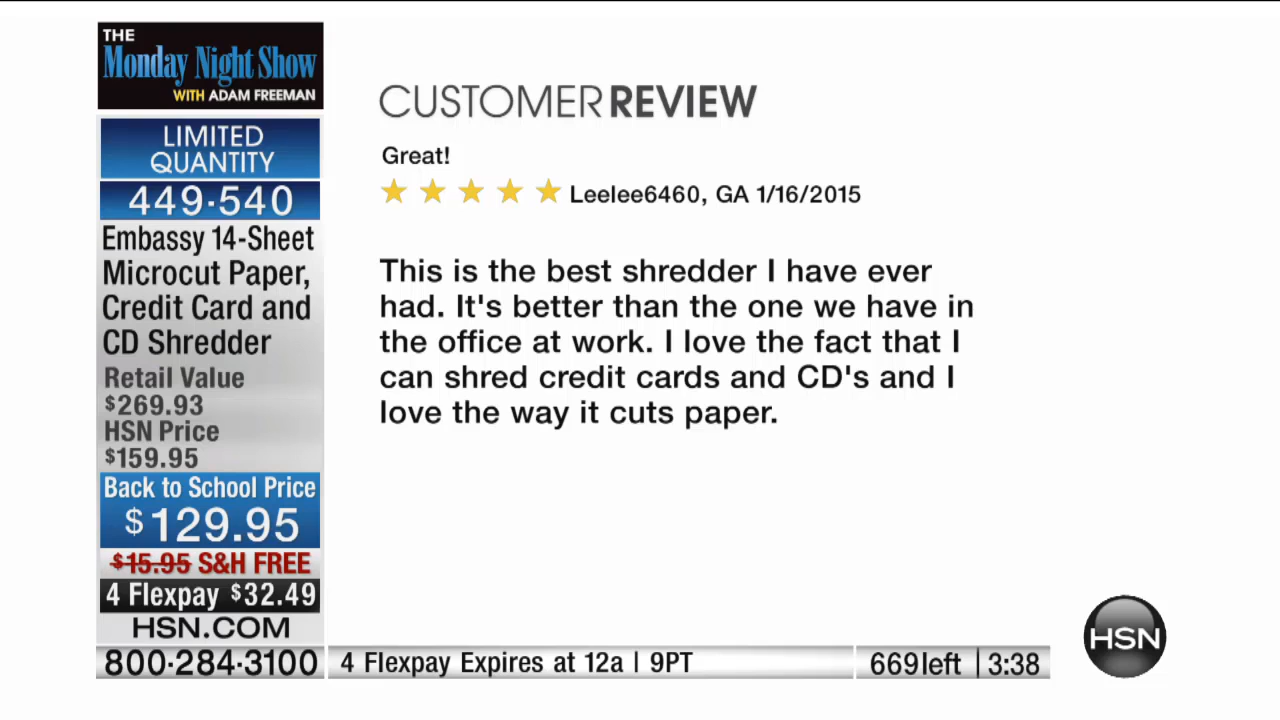 THE
Monday Night Show
WITH ADAM FREEMAN
LIMITED
QUANTITY
449·540
Embassy 14-Sheet
Microcut Paper,
Credit Card and
CD Shredder
Retail Value
$269.93
HSN Price
$159.95
Back to School Price
$129.95
$15.95 S&H FREE
4 Flexpay $32.49
HSN.COM
800·284·3100
CUSTOMER REVIEW
Great!
Leelee6460, GA 1/16/2015
This is the best shredder I have ever
had. It's better than the one we have in
the office at work. I love the fact that I
can shred credit cards and CD's and I
love the way it cuts paper.
4 Flexpay Expires at 12a | 9PT
669left | 3:38
HSN